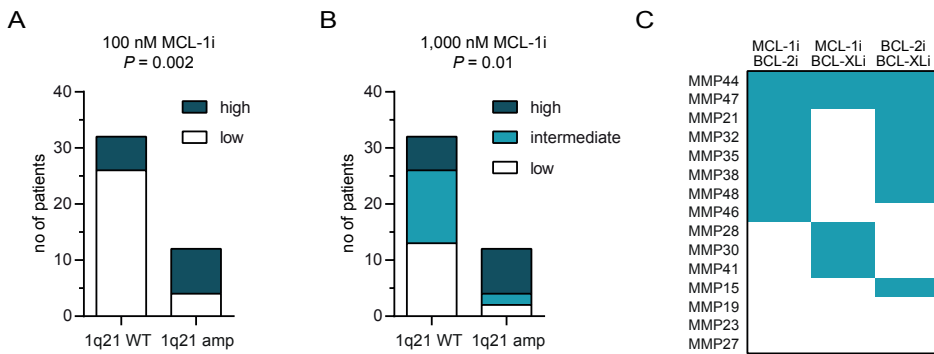 A
100 nM MCL-1i
P = 0.002
high
low
no of patients
40
30
20
10
0
1q21 WT 1q21 amp
B
1,000 nM MCL-1i
P = 0.01
high
intermediate
low
no of patients
40
30
20
10
0
1q21 WT 1q21 amp
C
MCL-1i MCL-1i BCL-2i
BCL-2i BCL-XLi BCL-XLi
MMP44
MMP47
MMP21
MMP32
MMP35
MMP38
MMP48
MMP46
MMP28
MMP30
MMP41
MMP15
MMP19
MMP23
MMP27